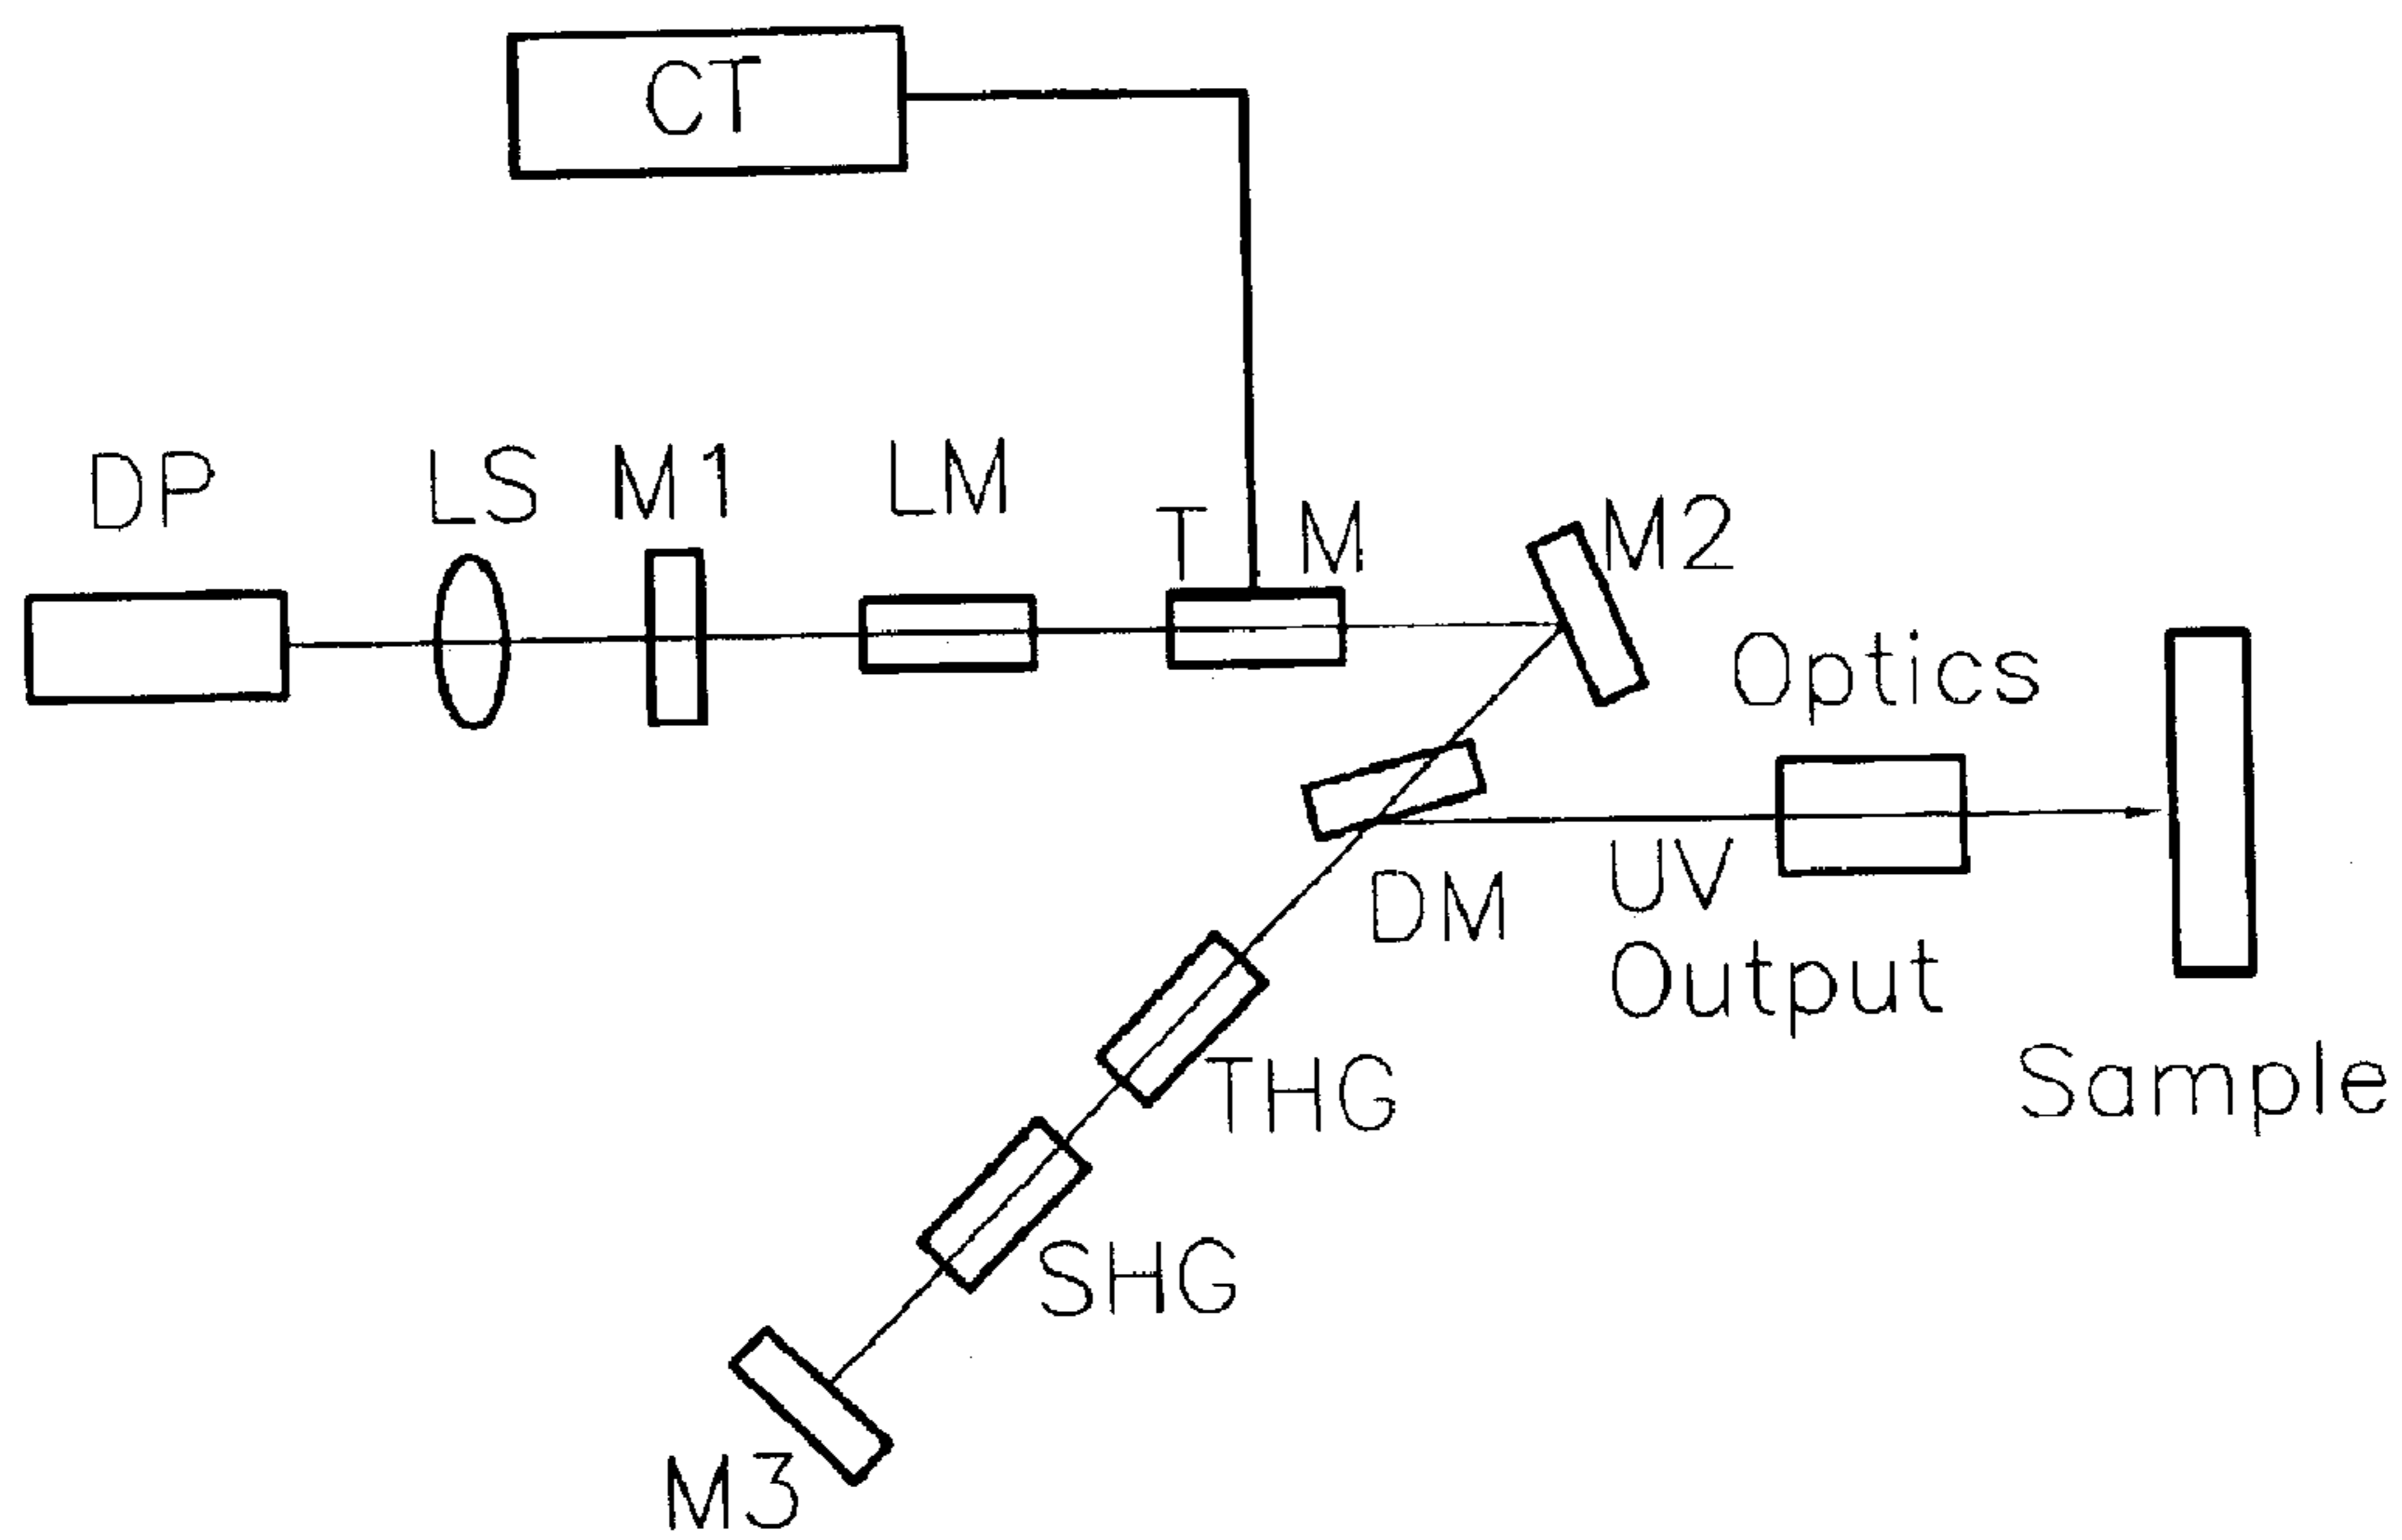 CT
DP
LS
M1
LM
T M
M2
Optics
DM
UV
Output
THG
Sample
SHG
M3